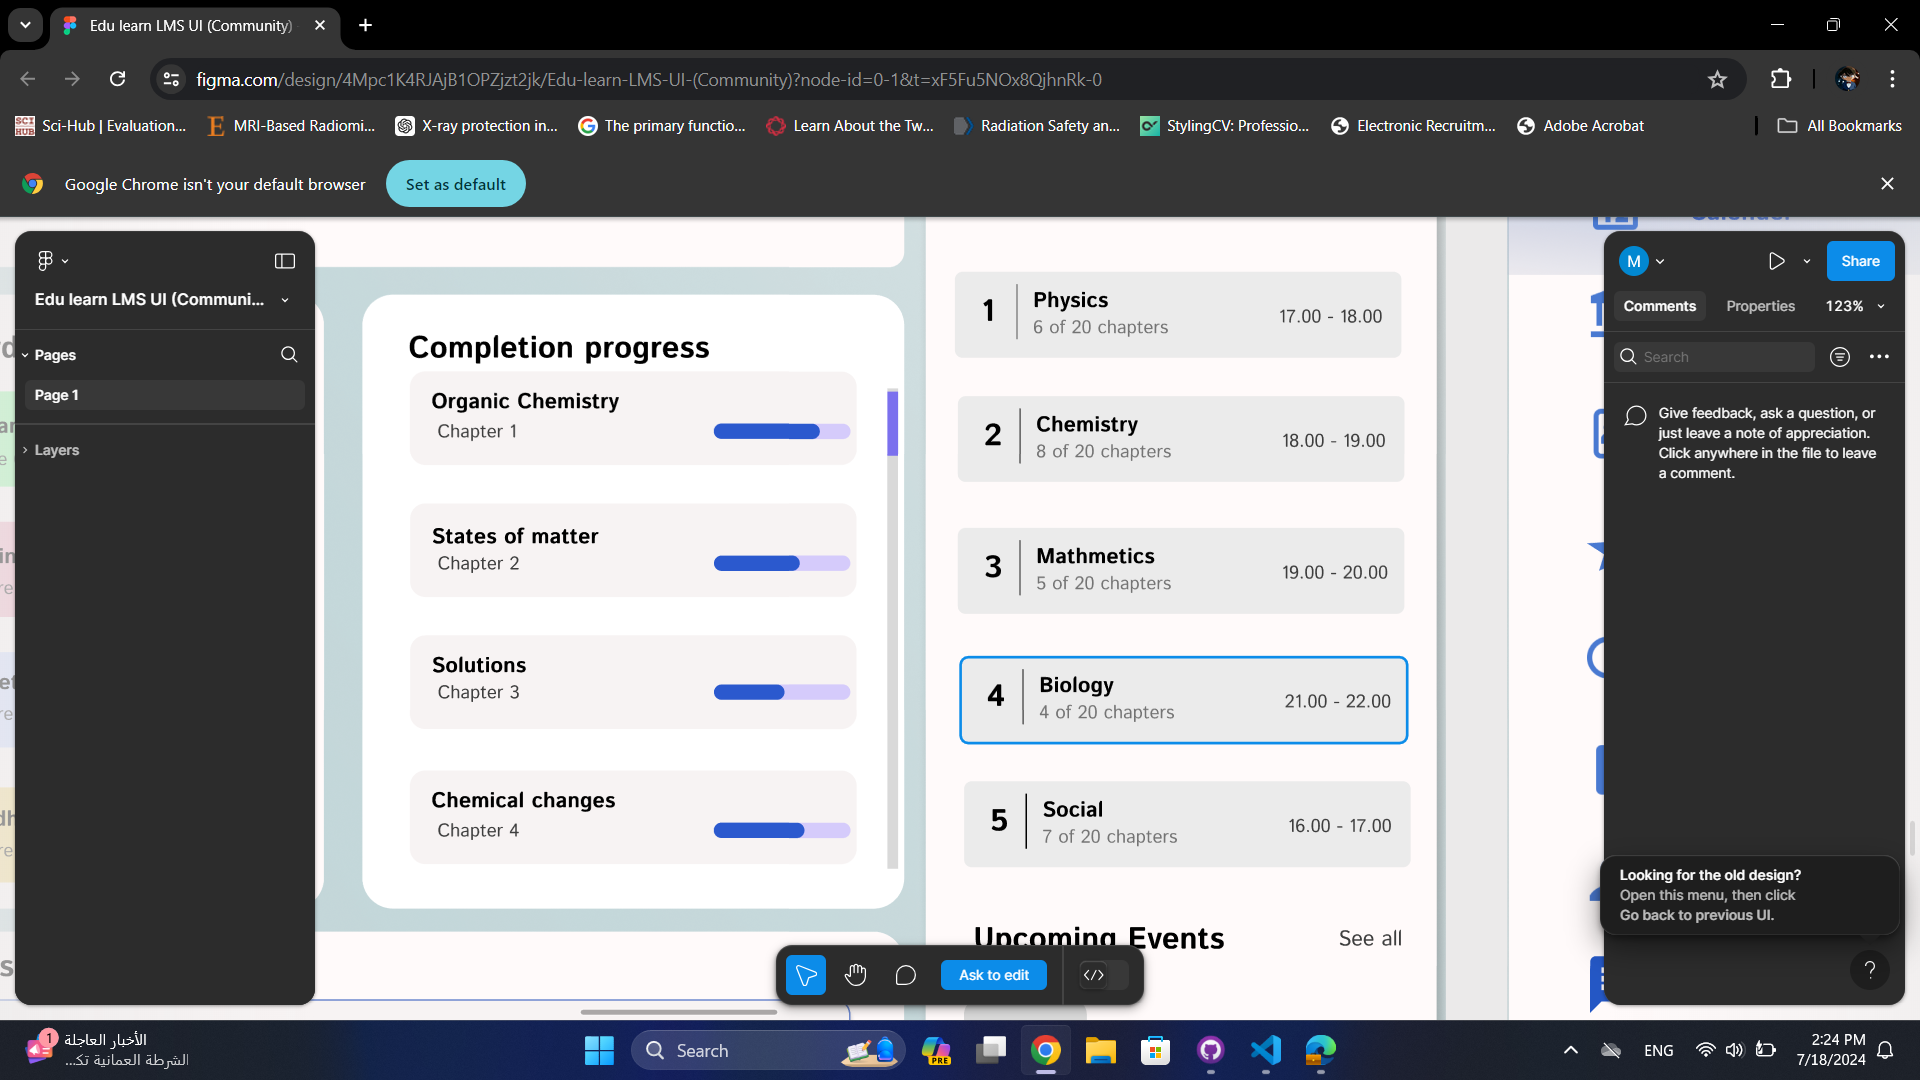 Edu learn LMS UI (Community)
figma.com/design/4Mpc1K4RJAjB1OPZjzt2jk/Edu-learn-LMS-UI-(Community)?node-id=0-1&t=xF5Fu5NOx8QjhnRk-0
Sci-Hub | Evaluation...
MRI-Based Radiomi...
X-ray protection in...
The primary functio...
Learn About the Tw...
Radiation Safety an...
StylingCV: Professio...
Electronic Recruitm...
Adobe Acrobat
All Bookmarks
Google Chrome isn't your default browser
Set as default
Edu learn LMS UI (Communi...
Pages
Page 1
Layers
Completion progress
Organic Chemistry
Chapter 1
States of matter
Chapter 2
Solutions
Chapter 3
Chemical changes
Chapter 4
1
Physics
6 of 20 chapters
17.00 - 18.00
2
Chemistry
8 of 20 chapters
18.00 - 19.00
3
Mathmetics
5 of 20 chapters
19.00 - 20.00
4
Biology
4 of 20 chapters
21.00 - 22.00
5
Social
7 of 20 chapters
16.00 - 17.00
Upcoming Events
See all
Ask to edit
M
Share
Comments
Properties
123%
Search
Give feedback, ask a question, or
just leave a note of appreciation.
Click anywhere in the file to leave
a comment.
Looking for the old design?
Open this menu, then click
Go back to previous UI.
?
1
الأخبار العاجلة
الشرطة العمانية تك...
Search
PRE
ENG
2:24 PM
7/18/2024